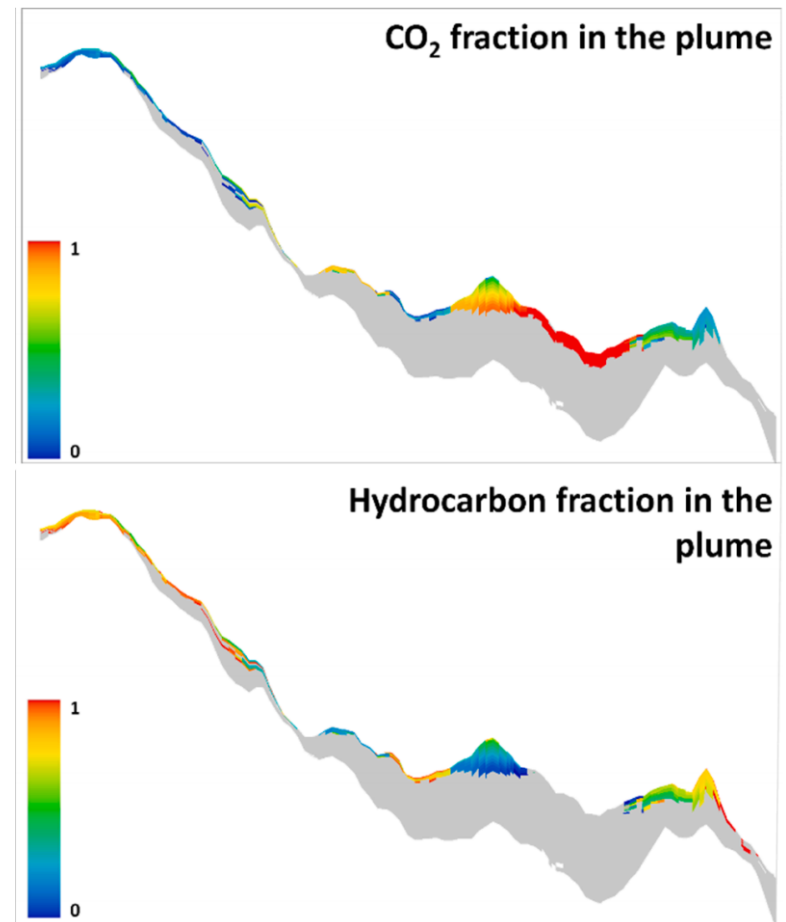 CO₂ fraction in the plume
1
0
Hydrocarbon fraction in the
plume
1
0